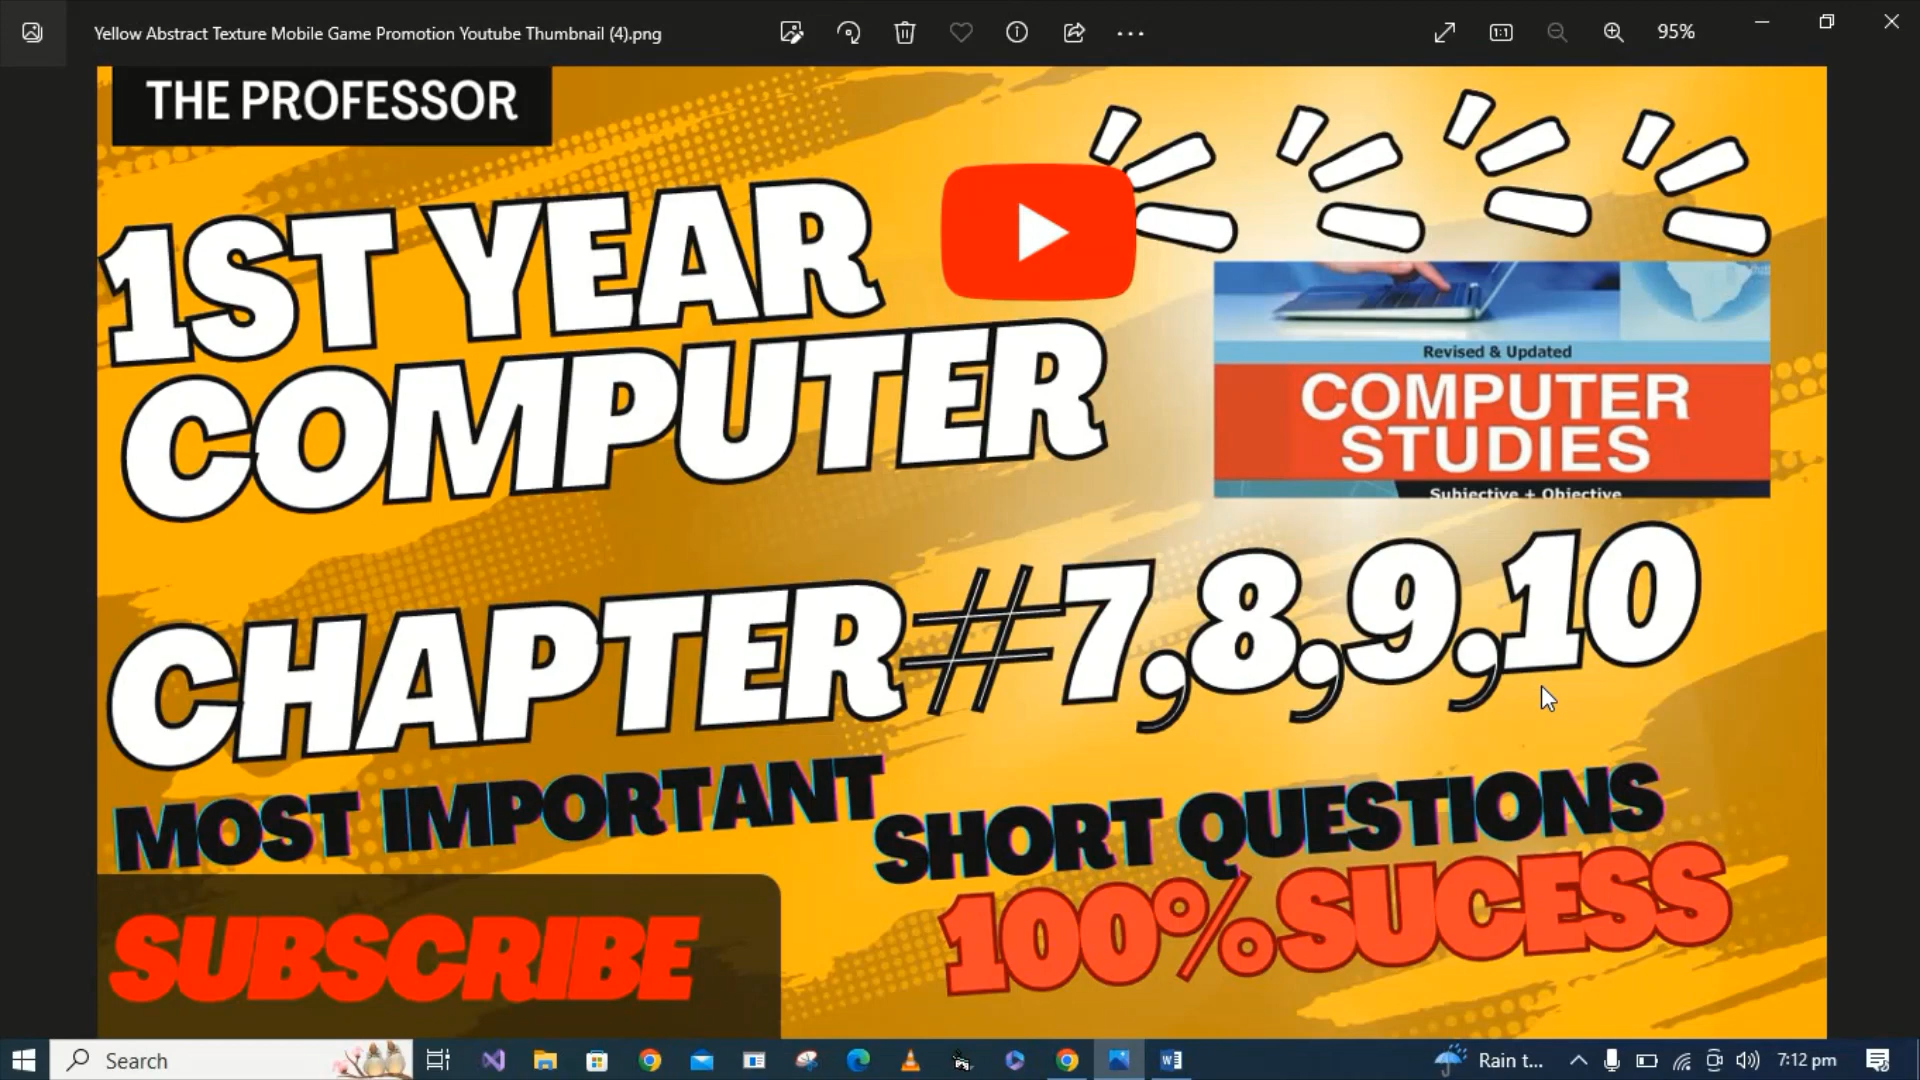 Yellow Abstract Texture Mobile Game Promotion Youtube Thumbnail (4).png
95%
THE PROFESSOR
1ST YEAR
COMPUTER
Revised & Updated
COMPUTER
STUDIES
Subjective + Objective
CHAPTER#7,8,9,10
MOST IMPORTANT
SHORT QUESTIONS
100%SUCESS
SUBSCRIBE
Search
Rain t...
7:12 pm